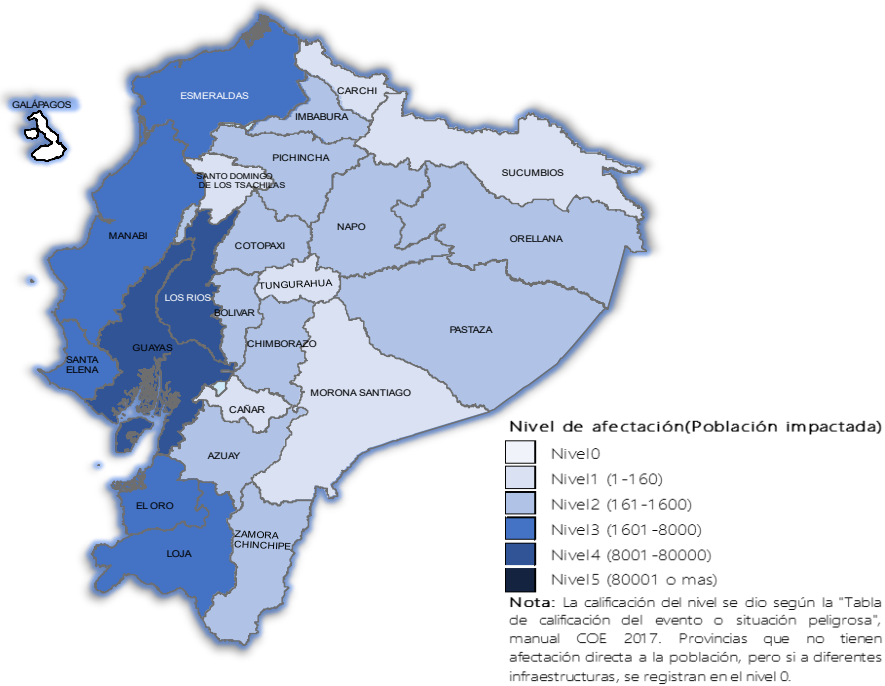 ESMERALDAS
CARCHI
GALÁPAGOS
IMBABURA
PICHINCHA
SUCUMBIOS
SANTO DOMINGO
DE LOS TSACHILAS
NAPO
MANABI
ORELLANA
COTOPAXI
TUNGURAHUA
LOS RIOS
BOLIVAR
PASTAZA
CHIMBORAZO
GUAYAS
SANTA
ELENA
MORONA SANTIAGO
CAÑAR
AZUAY
EL ORO
ZAMORA
CHINCHIPE
LOJA
Nivel de afectación(Población impactada)
Nivel0
Nivel1 (1-160)
Nivel2 (161-1600)
Nivel3 (1601-8000)
Nivel4 (8001-80000)
Nivel5 (80001 o mas)
Nota: La calificación del nivel se dio según la "Tabla
de calificación del evento o situación peligrosa",
manual COE 2017. Provincias que no tienen
afectación directa a la población, pero si a diferentes
infraestructuras, se registran en el nivel 0.